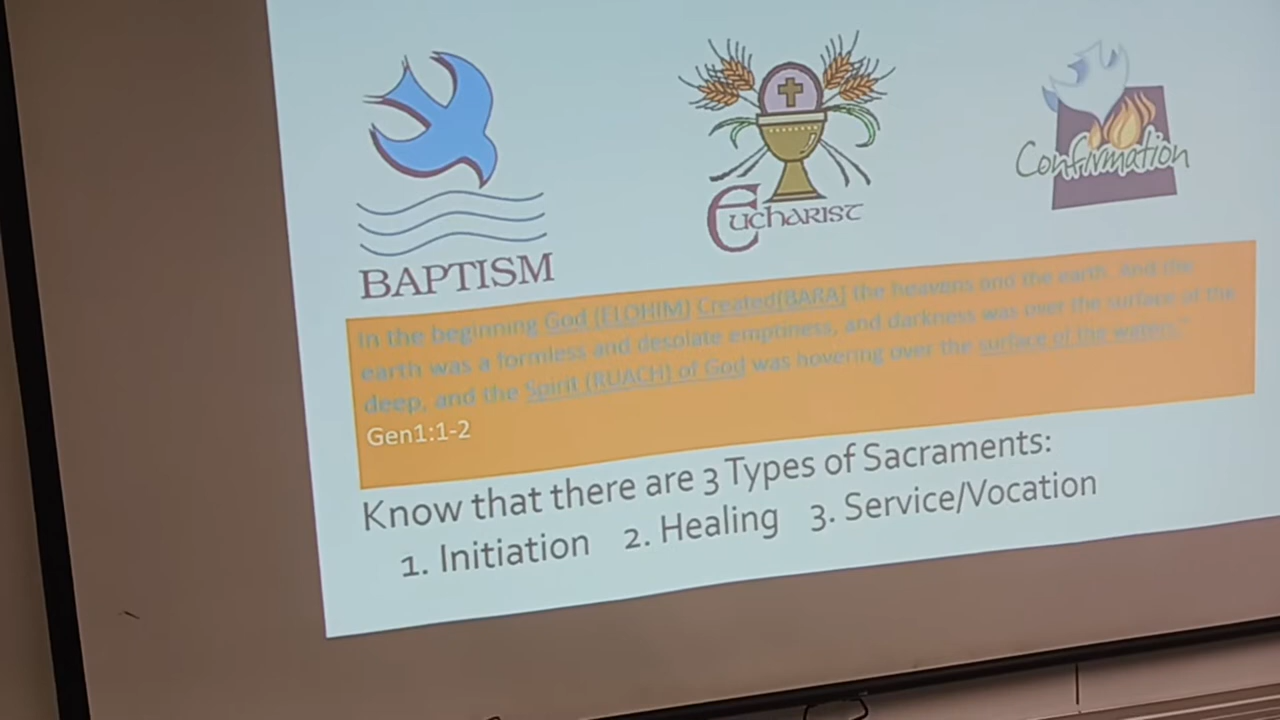 BAPTISM
Eucharist
Confirmation
In the beginning God (ELOHIM) Created[BARA] the heavens and the earth. and the
earth was a formless and desolate emptiness, and darkness was over the surface of the
deep, and the Spirit (RUACH) of God was hovering over the surface of the waters."
Gen1:1-2
Know that there are 3 Types of Sacraments:
1. Initiation 2. Healing 3. Service/Vocation